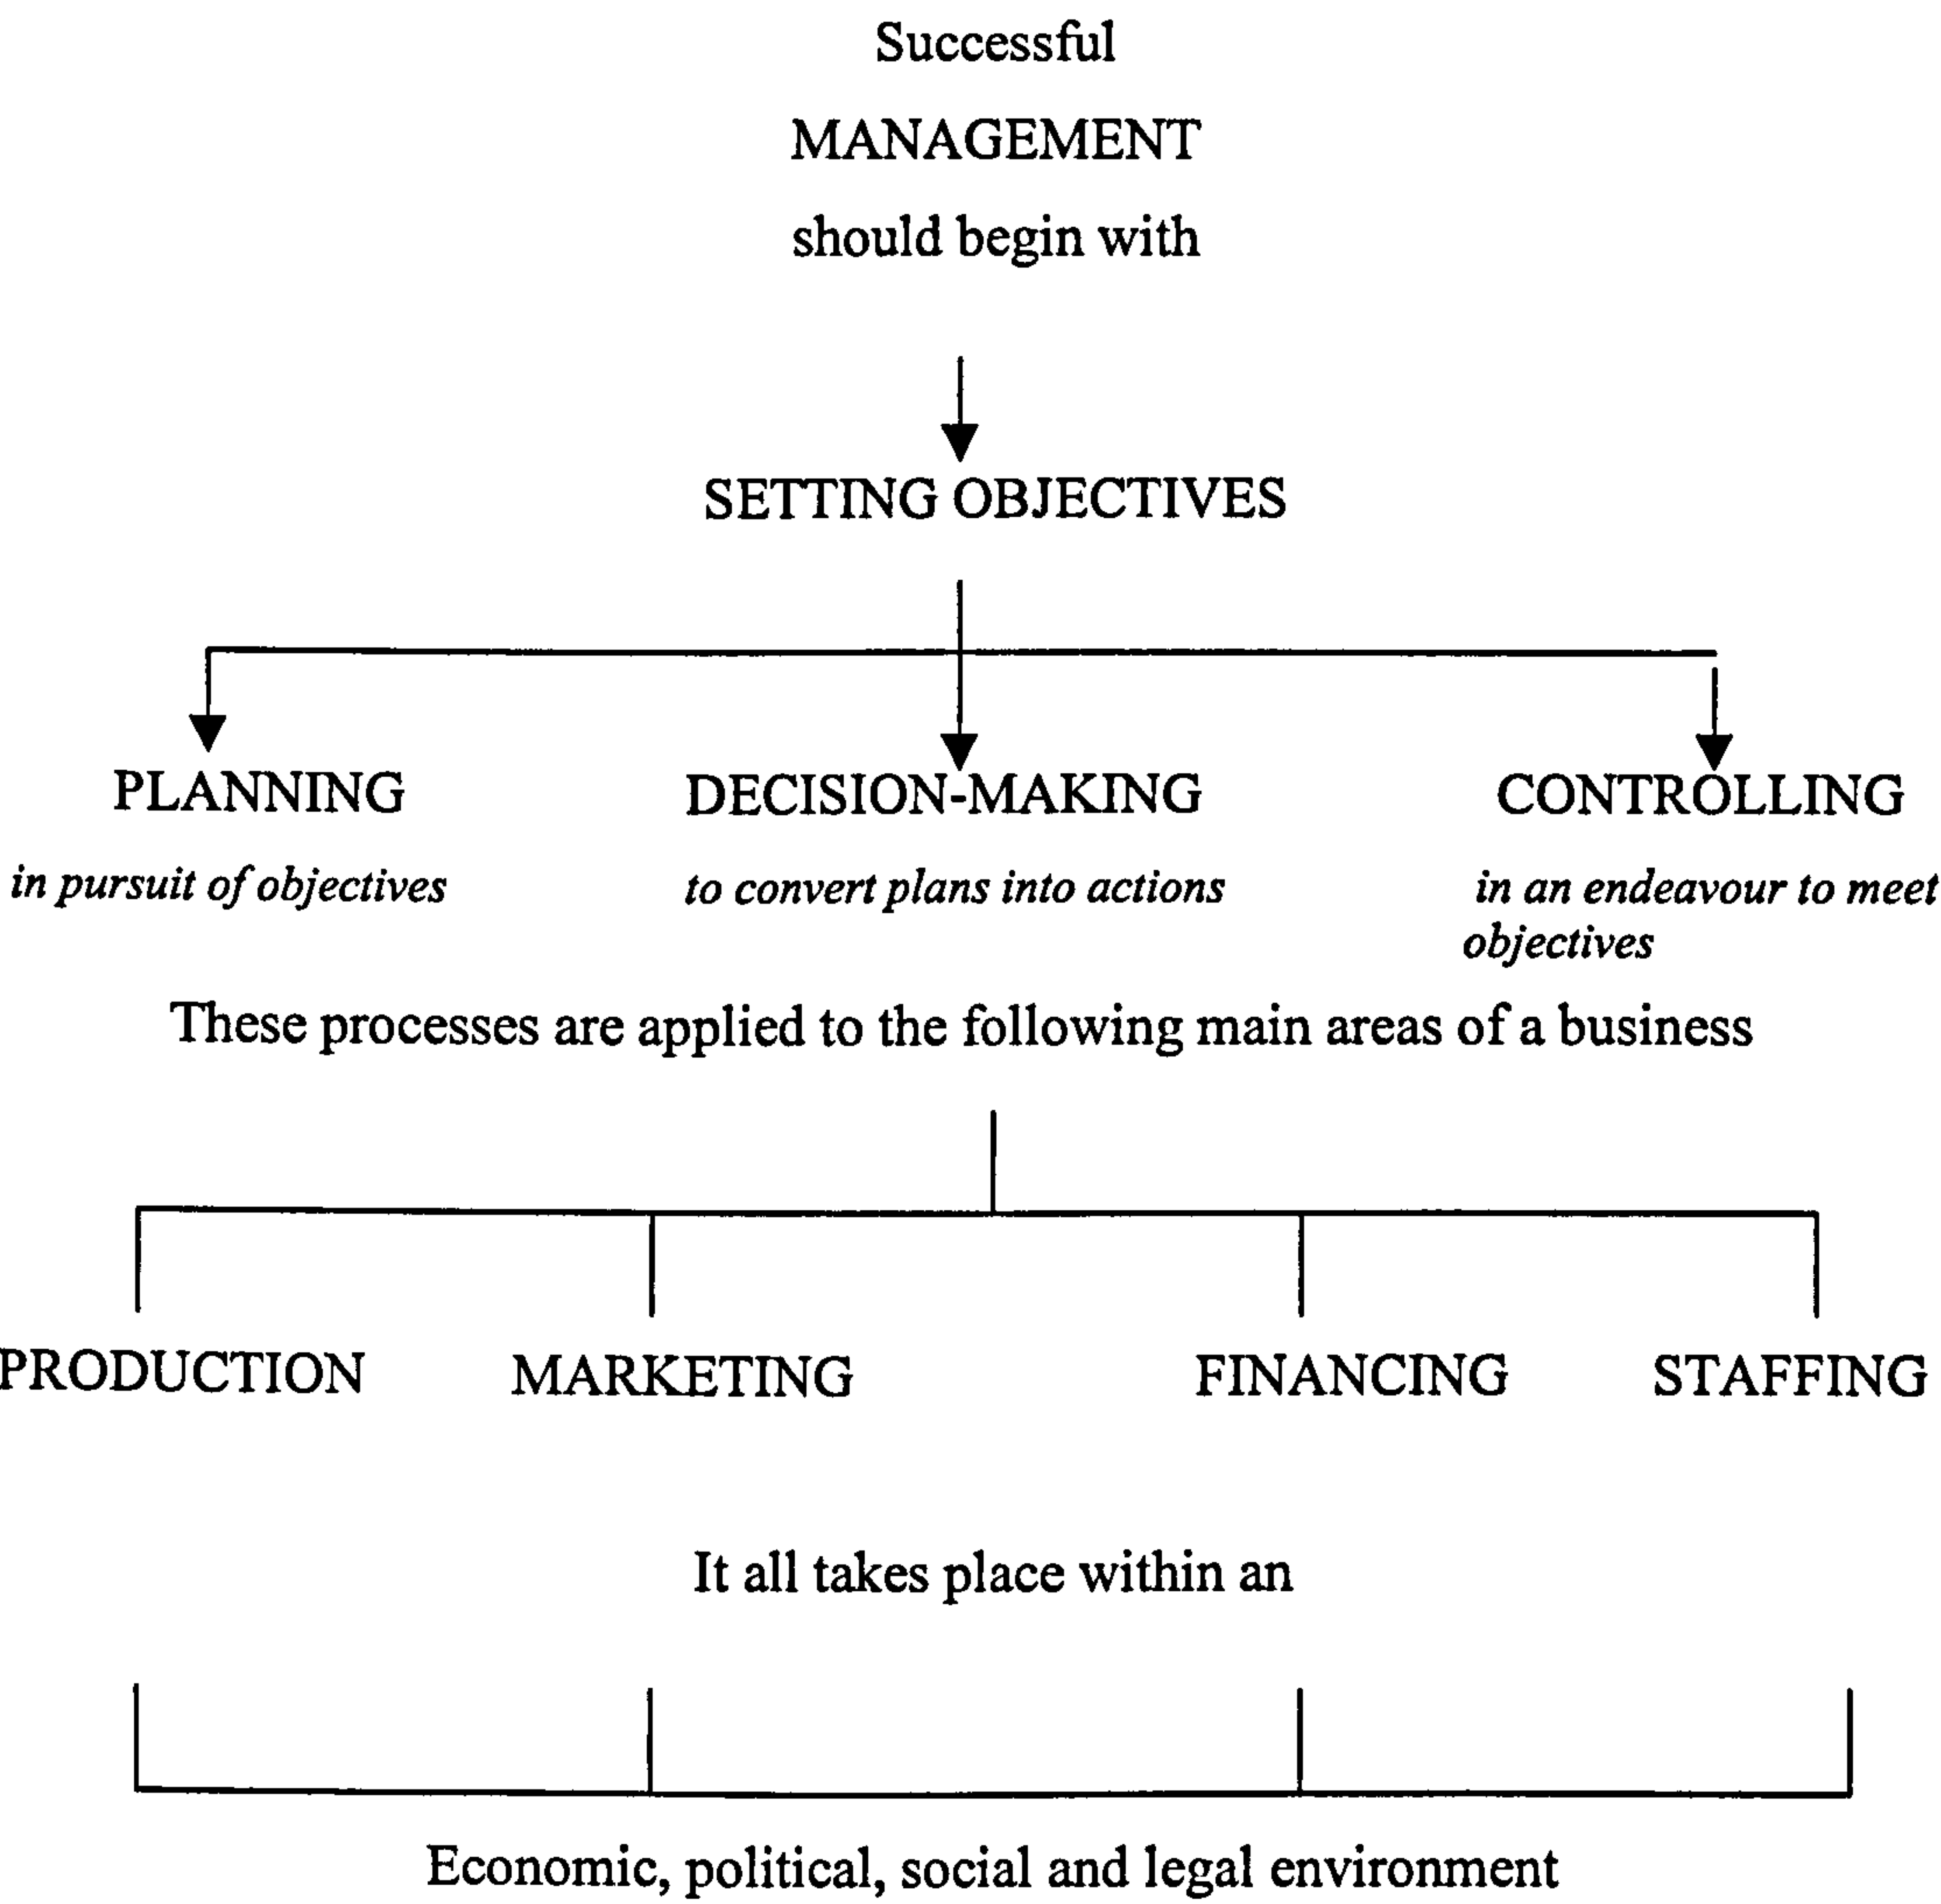 Successful
MANAGEMENT
should begin with
SETTING OBJECTIVES
PLANNING DECISION-MAKING CONTROLLING
in pursuit of objectives to convert plans into actions in an endeavour to meet
objectives
These processes are applied to the following main areas of a business
PRODUCTION MARKETING FINANCING STAFFING
It all takes place within an
Economic, political, social and legal environment